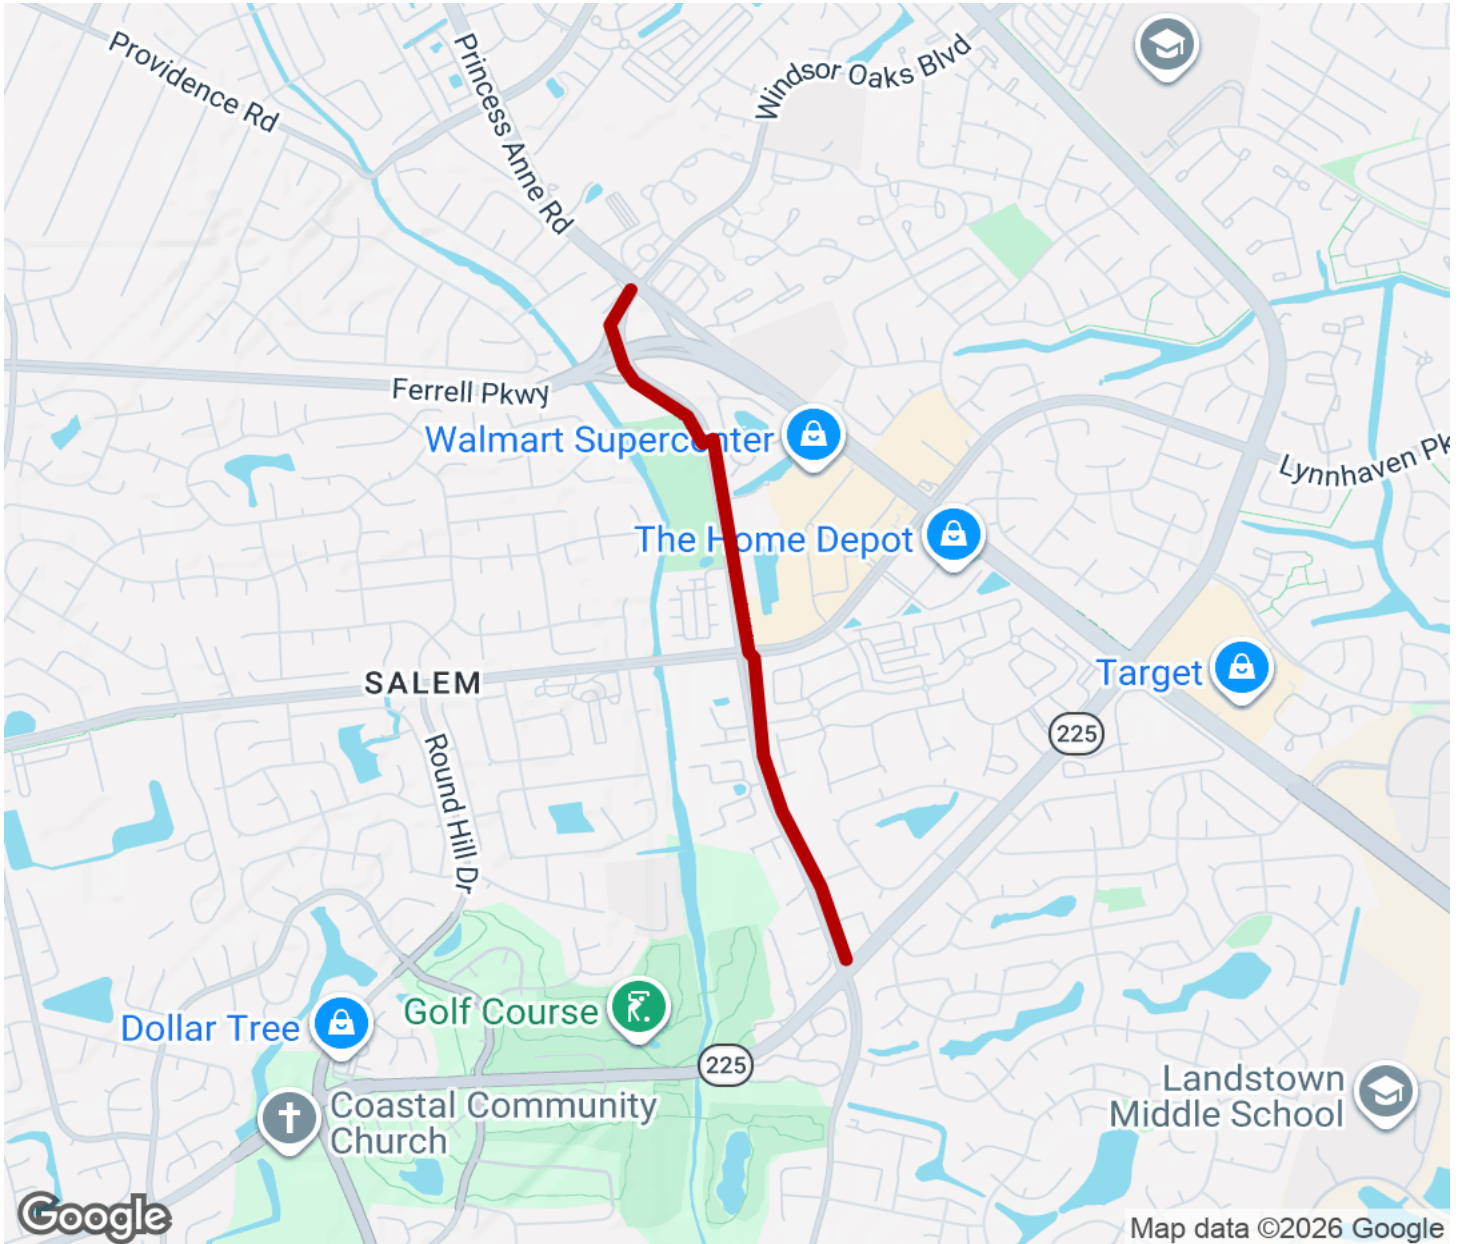 Providence Rd
Princess Anne Rd
Windsor Oaks Blvd
Ferrell Pkwy
Walmart Supercenter
Lynnhaven Pk
The Home Depot
SALEM
Target
225
Round Hill Dr
Golf Course
Dollar Tree
225
Coastal Community
Church
Landstown
Middle School
Google
Map data ©2026 Google